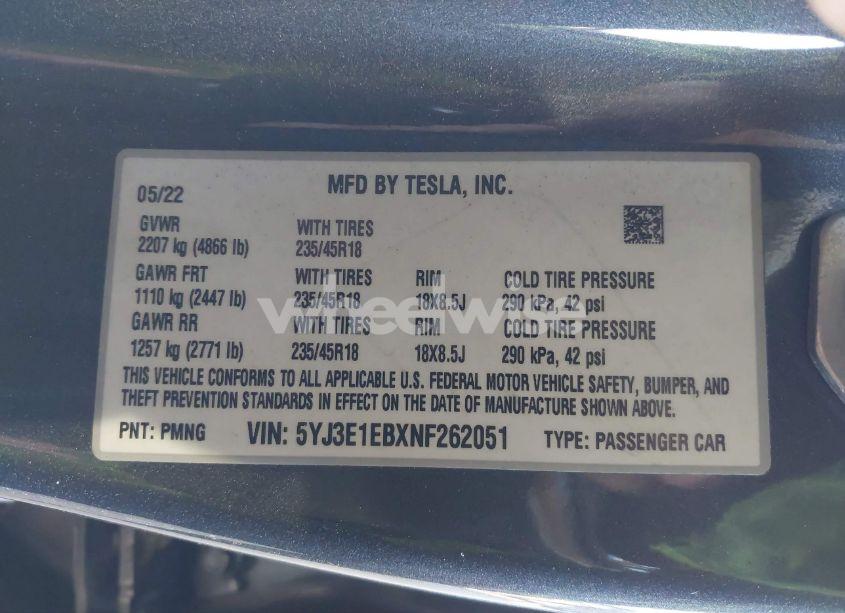 MFD BY TESLA, INC.
05/22
GVWR WITH TIRES
2207 kg (4866 lb) 235/45R18
GAWR FRT WITH TIRES RIM COLD TIRE PRESSURE
1110 kg (2447 lb) 235/45R18 18X8.5J 290 kPa, 42 psi
wheelwise
GAWR RR WITH TIRES RIM COLD TIRE PRESSURE
1257 kg (2771 lb) 235/45R18 18X8.5J 290 kPa, 42 psi
THIS VEHICLE CONFORMS TO ALL APPLICABLE U.S. FEDERAL MOTOR VEHICLE SAFETY, BUMPER, AND
THEFT PREVENTION STANDARDS IN EFFECT ON THE DATE OF MANUFACTURE SHOWN ABOVE.
PNT: PMNG VIN: 5YJ3E1EBXNF262051 TYPE: PASSENGER CAR